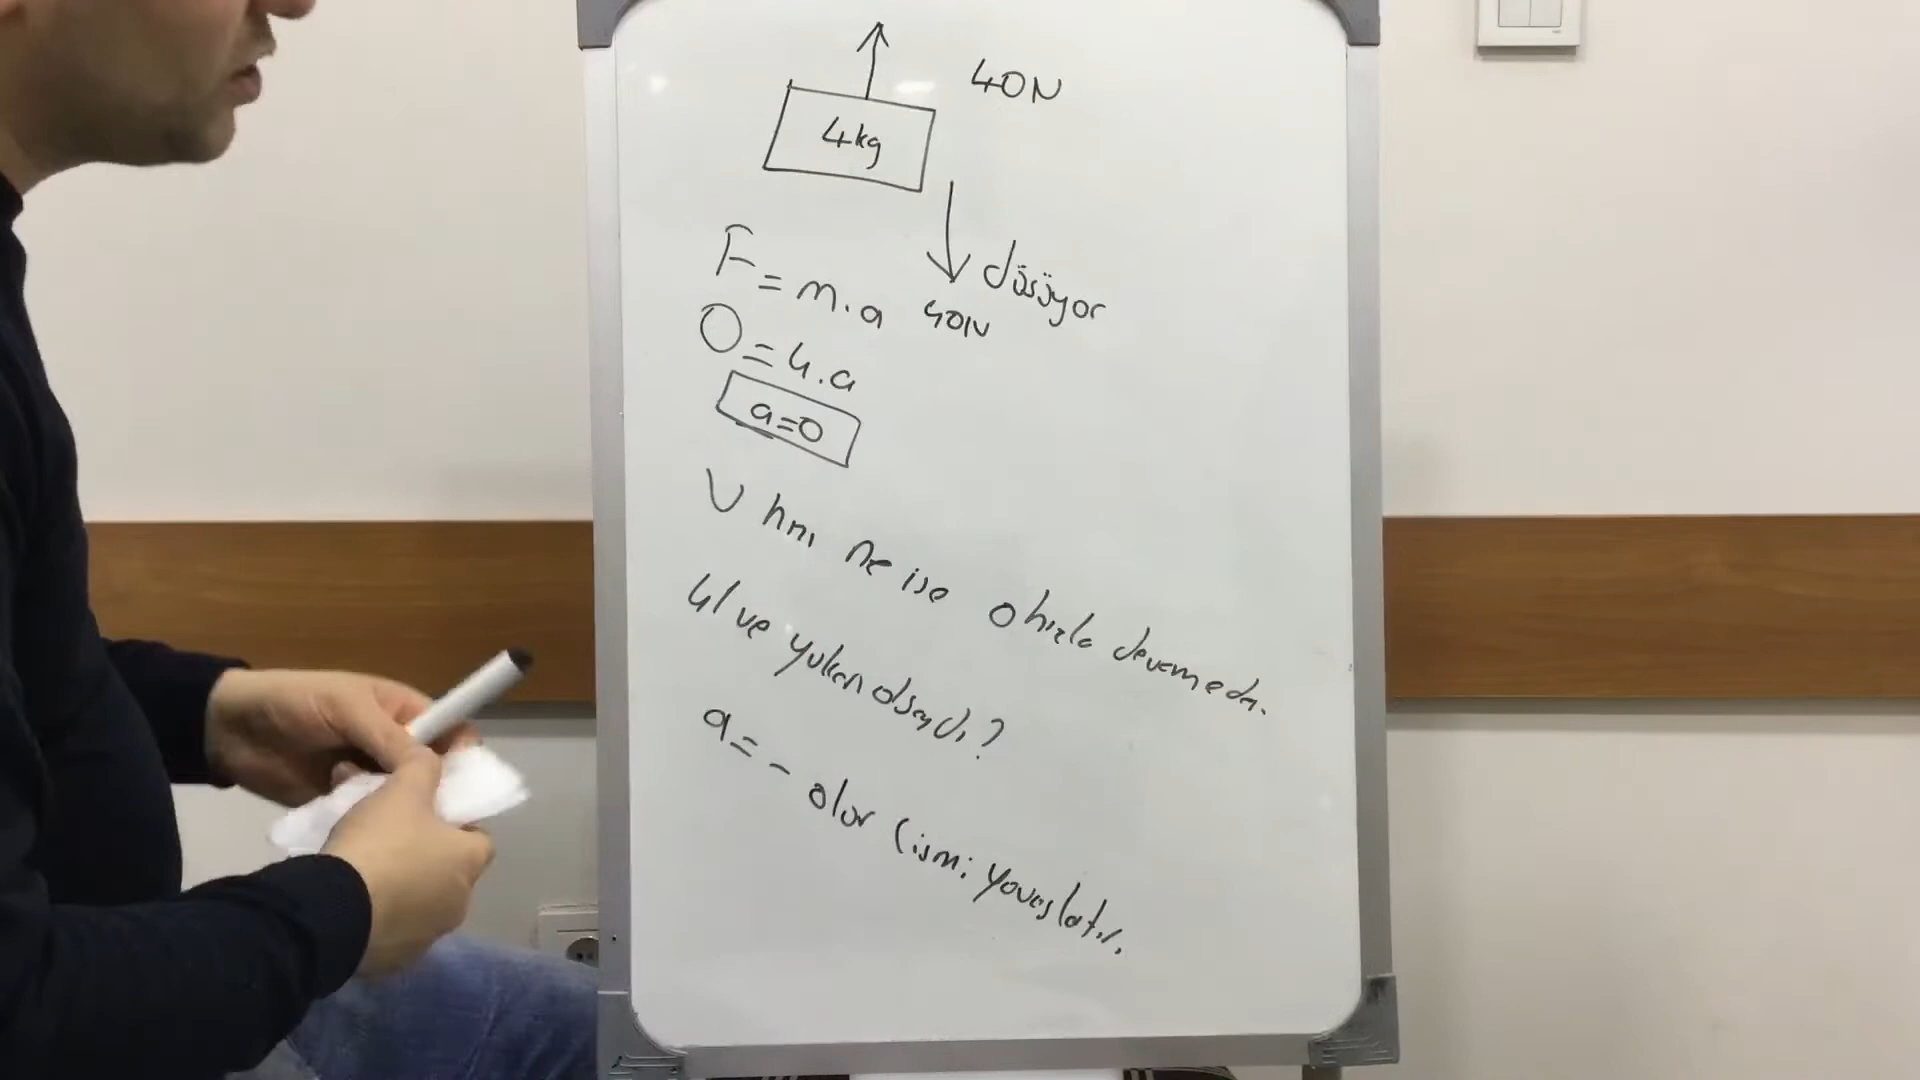 40N
4kg
düşüyor
40N
F = m.a
0 = 4.a
a=0
V hızı ne ise o hızla devam eder.
41 ve yukarı olsaydı?
a = - olur (cismi yavaşlatır.